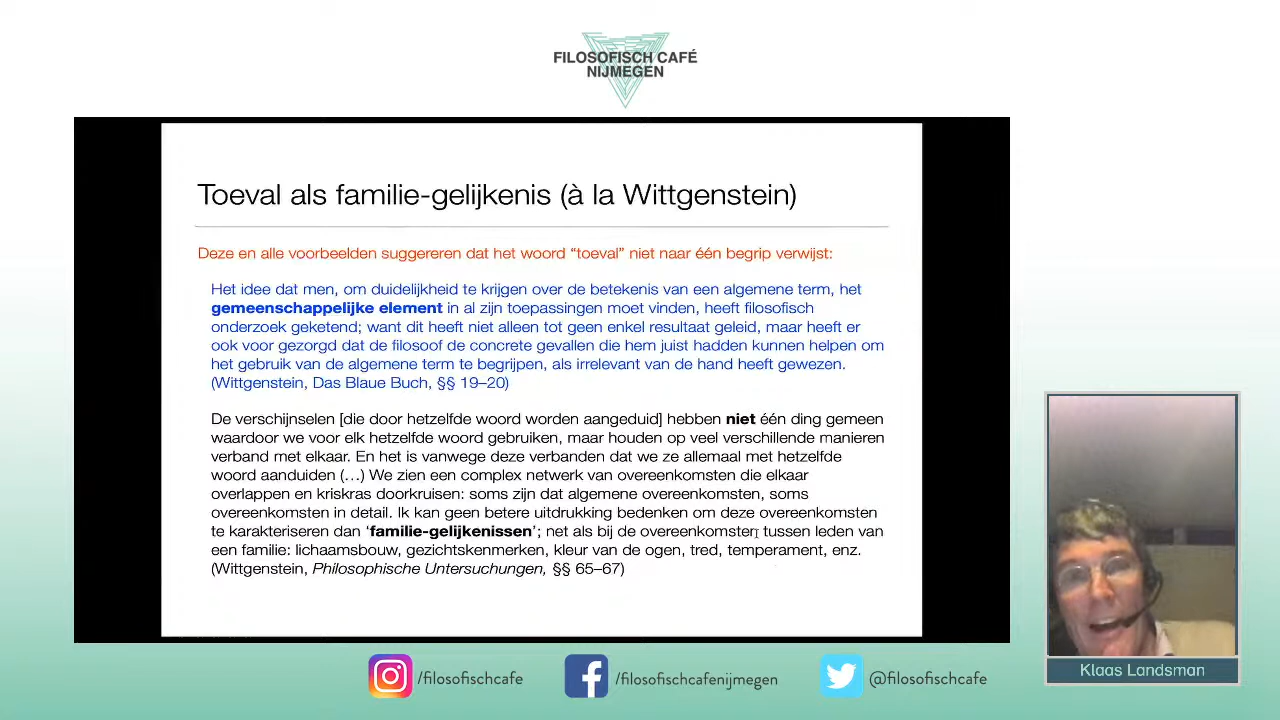 FILOSOFISCH CAFÉ
NIJMEGEN
Toeval als familie-gelijkenis (à la Wittgenstein)
Deze en alle voorbeelden suggereren dat het woord “toeval” niet naar één begrip verwijst:
Het idee dat men, om duidelijkheid te krijgen over de betekenis van een algemene term, het
gemeenschappelijke element in al zijn toepassingen moet vinden, heeft filosofisch
onderzoek geketend; want dit heeft niet alleen tot geen enkel resultaat geleid, maar heeft er
ook voor gezorgd dat de filosoof de concrete gevallen die hem juist hadden kunnen helpen om
het gebruik van de algemene term te begrijpen, als irrelevant van de hand heeft gewezen.
(Wittgenstein, Das Blaue Buch, §§ 19–20)
De verschijnselen [die door hetzelfde woord worden aangeduid] hebben niet één ding gemeen
waardoor we voor elk hetzelfde woord gebruiken, maar houden op veel verschillende manieren
verband met elkaar. En het is vanwege deze verbanden dat we ze allemaal met hetzelfde
woord aanduiden (…) We zien een complex netwerk van overeenkomsten die elkaar
overlappen en kriskras doorkruisen: soms zijn dat algemene overeenkomsten, soms
overeenkomsten in detail. Ik kan geen betere uitdrukking bedenken om deze overeenkomsten
te karakteriseren dan ‘familie-gelijkenissen’; net als bij de overeenkomsten tussen leden van
een familie: lichaamsbouw, gezichtskenmerken, kleur van de ogen, tred, temperament, enz.
(Wittgenstein, Philosophische Untersuchungen, §§ 65–67)
Klaas Landsman
/filosofischcafe
/filosofischcafenijmegen
@filosofischcafe